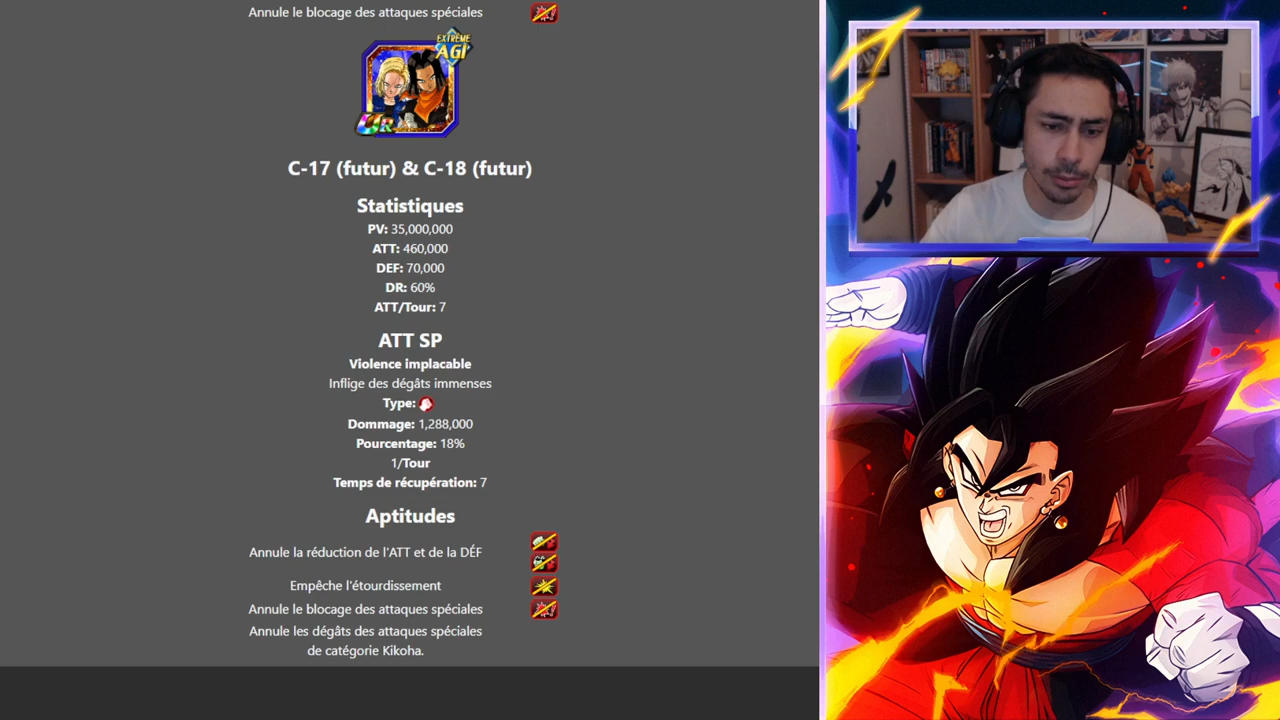 Annule le blocage des attaques spéciales
EXTRÊME
AGI
UR
C-17 (futur) & C-18 (futur)
Statistiques
PV: 35,000,000
ATT: 460,000
DEF: 70,000
DR: 60%
ATT/Tour: 7
ATT SP
Violence implacable
Inflige des dégâts immenses
Type:
Dommage: 1,288,000
Pourcentage: 18%
1/Tour
Temps de récupération: 7
Aptitudes
Annule la réduction de l'ATT et de la DÉF
Empêche l'étourdissement
Annule le blocage des attaques spéciales
Annule les dégâts des attaques spéciales
de catégorie Kikoha.